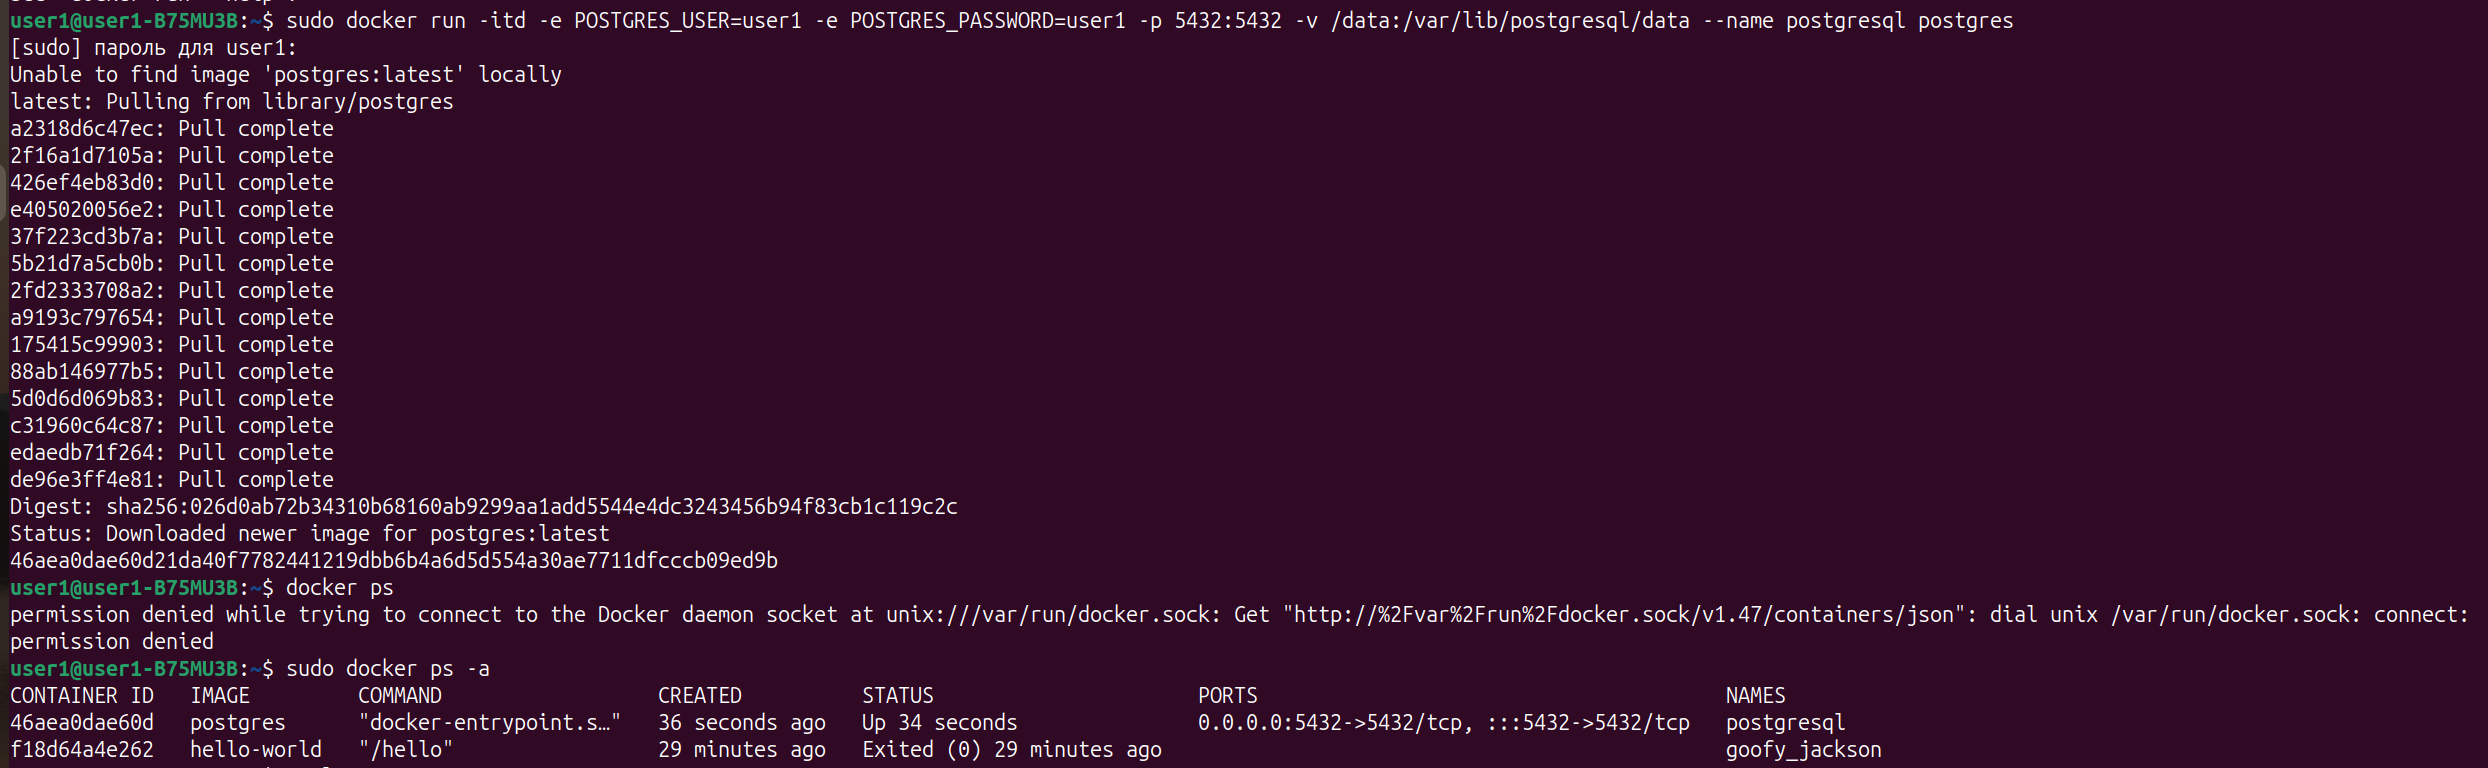 user1@user1-B75MU3B:~$ sudo docker run -itd -e POSTGRES_USER=user1 -e POSTGRES_PASSWORD=user1 -p 5432:5432 -v /data:/var/lib/postgresql/data --name postgresql postgres
[sudo] пароль для user1:
Unable to find image 'postgres:latest' locally
latest: Pulling from library/postgres
a2318d6c47ec: Pull complete
2f16a1d7105a: Pull complete
426ef4eb83d0: Pull complete
e405020056e2: Pull complete
37f223cd3b7a: Pull complete
5b21d7a5cb0b: Pull complete
2fd2333708a2: Pull complete
a9193c797654: Pull complete
175415c99903: Pull complete
88ab146977b5: Pull complete
5d0d6d069b83: Pull complete
c31960c64c87: Pull complete
edaedb71f264: Pull complete
de96e3ff4e81: Pull complete
Digest: sha256:026d0ab72b34310b68160ab9299aa1add5544e4dc3243456b94f83cb1c119c2c
Status: Downloaded newer image for postgres:latest
46aea0dae60d21da40f7782441219dbb6b4a6d5d554a30ae7711dfcccb09ed9b
user1@user1-B75MU3B:~$ docker ps
permission denied while trying to connect to the Docker daemon socket at unix:///var/run/docker.sock: Get "http://%2Fvar%2Frun%2Fdocker.sock/v1.47/containers/json": dial unix /var/run/docker.sock: connect:
permission denied
user1@user1-B75MU3B:~$ sudo docker ps -a
CONTAINER ID   IMAGE         COMMAND                  CREATED          STATUS                      PORTS                                       NAMES
46aea0dae60d   postgres      "docker-entrypoint.s…"   36 seconds ago   Up 34 seconds               0.0.0.0:5432->5432/tcp, :::5432->5432/tcp   postgresql
f18d64a4e262   hello-world   "/hello"                 29 minutes ago   Exited (0) 29 minutes ago                                               goofy_jackson